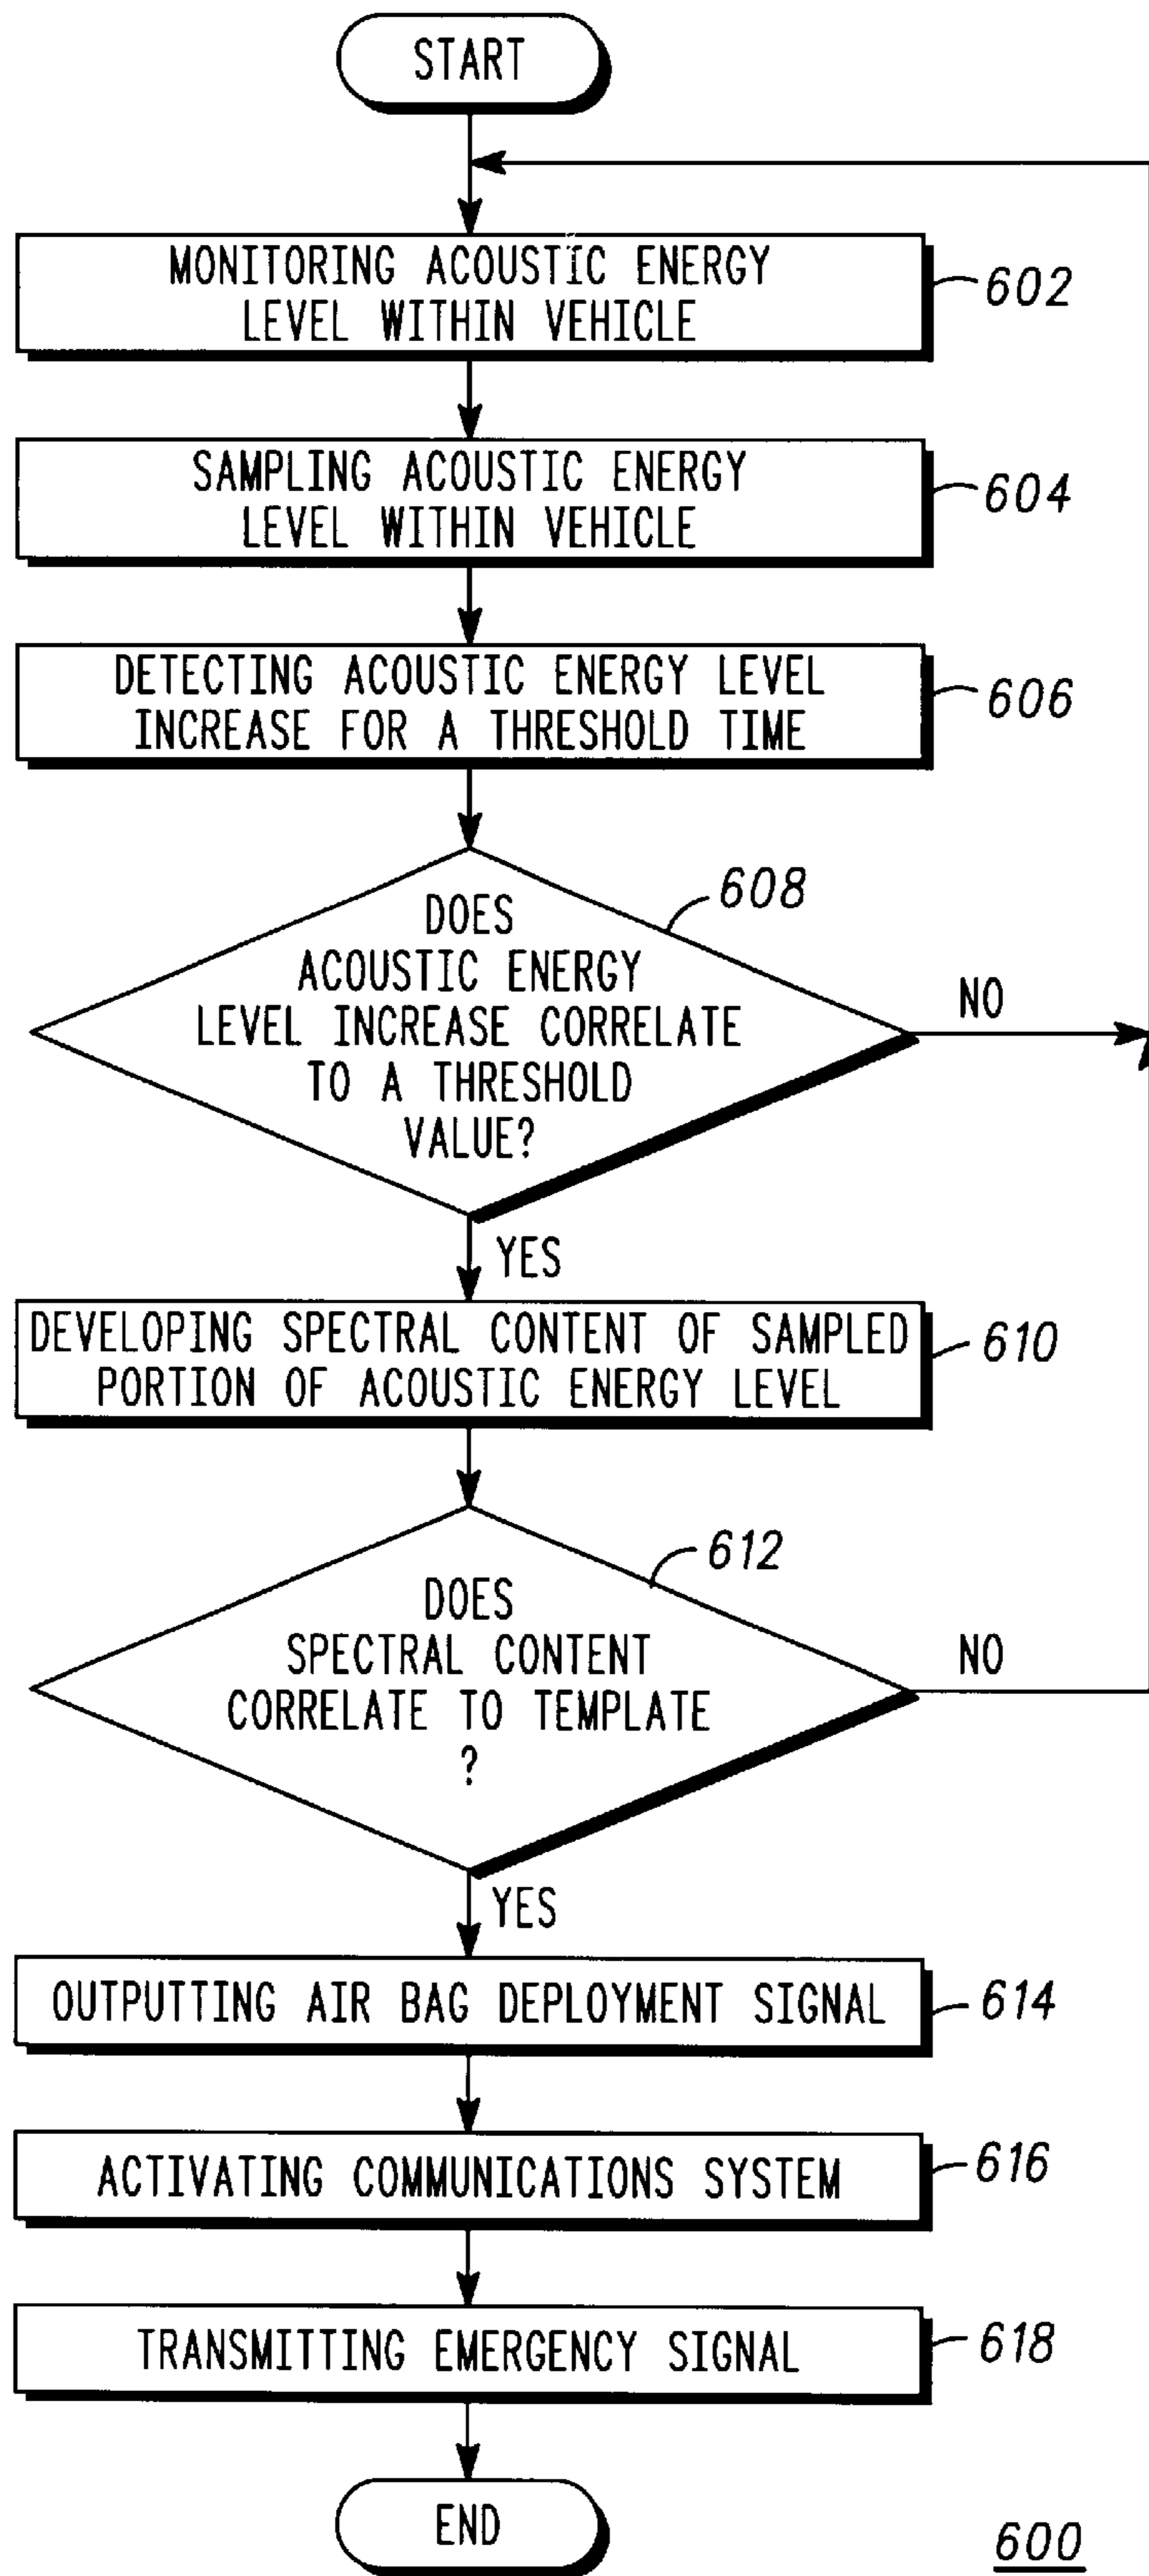 START
MONITORING ACOUSTIC ENERGY
LEVEL WITHIN VEHICLE
602
SAMPLING ACOUSTIC ENERGY
LEVEL WITHIN VEHICLE
604
DETECTING ACOUSTIC ENERGY LEVEL
INCREASE FOR A THRESHOLD TIME
606
608
DOES
ACOUSTIC ENERGY
LEVEL INCREASE CORRELATE
TO A THRESHOLD
VALUE?
NO
YES
DEVELOPING SPECTRAL CONTENT OF SAMPLED
PORTION OF ACOUSTIC ENERGY LEVEL
610
612
DOES
SPECTRAL CONTENT
CORRELATE TO TEMPLATE
?
NO
YES
OUTPUTTING AIR BAG DEPLOYMENT SIGNAL
614
ACTIVATING COMMUNICATIONS SYSTEM
616
TRANSMITTING EMERGENCY SIGNAL
618
END
600